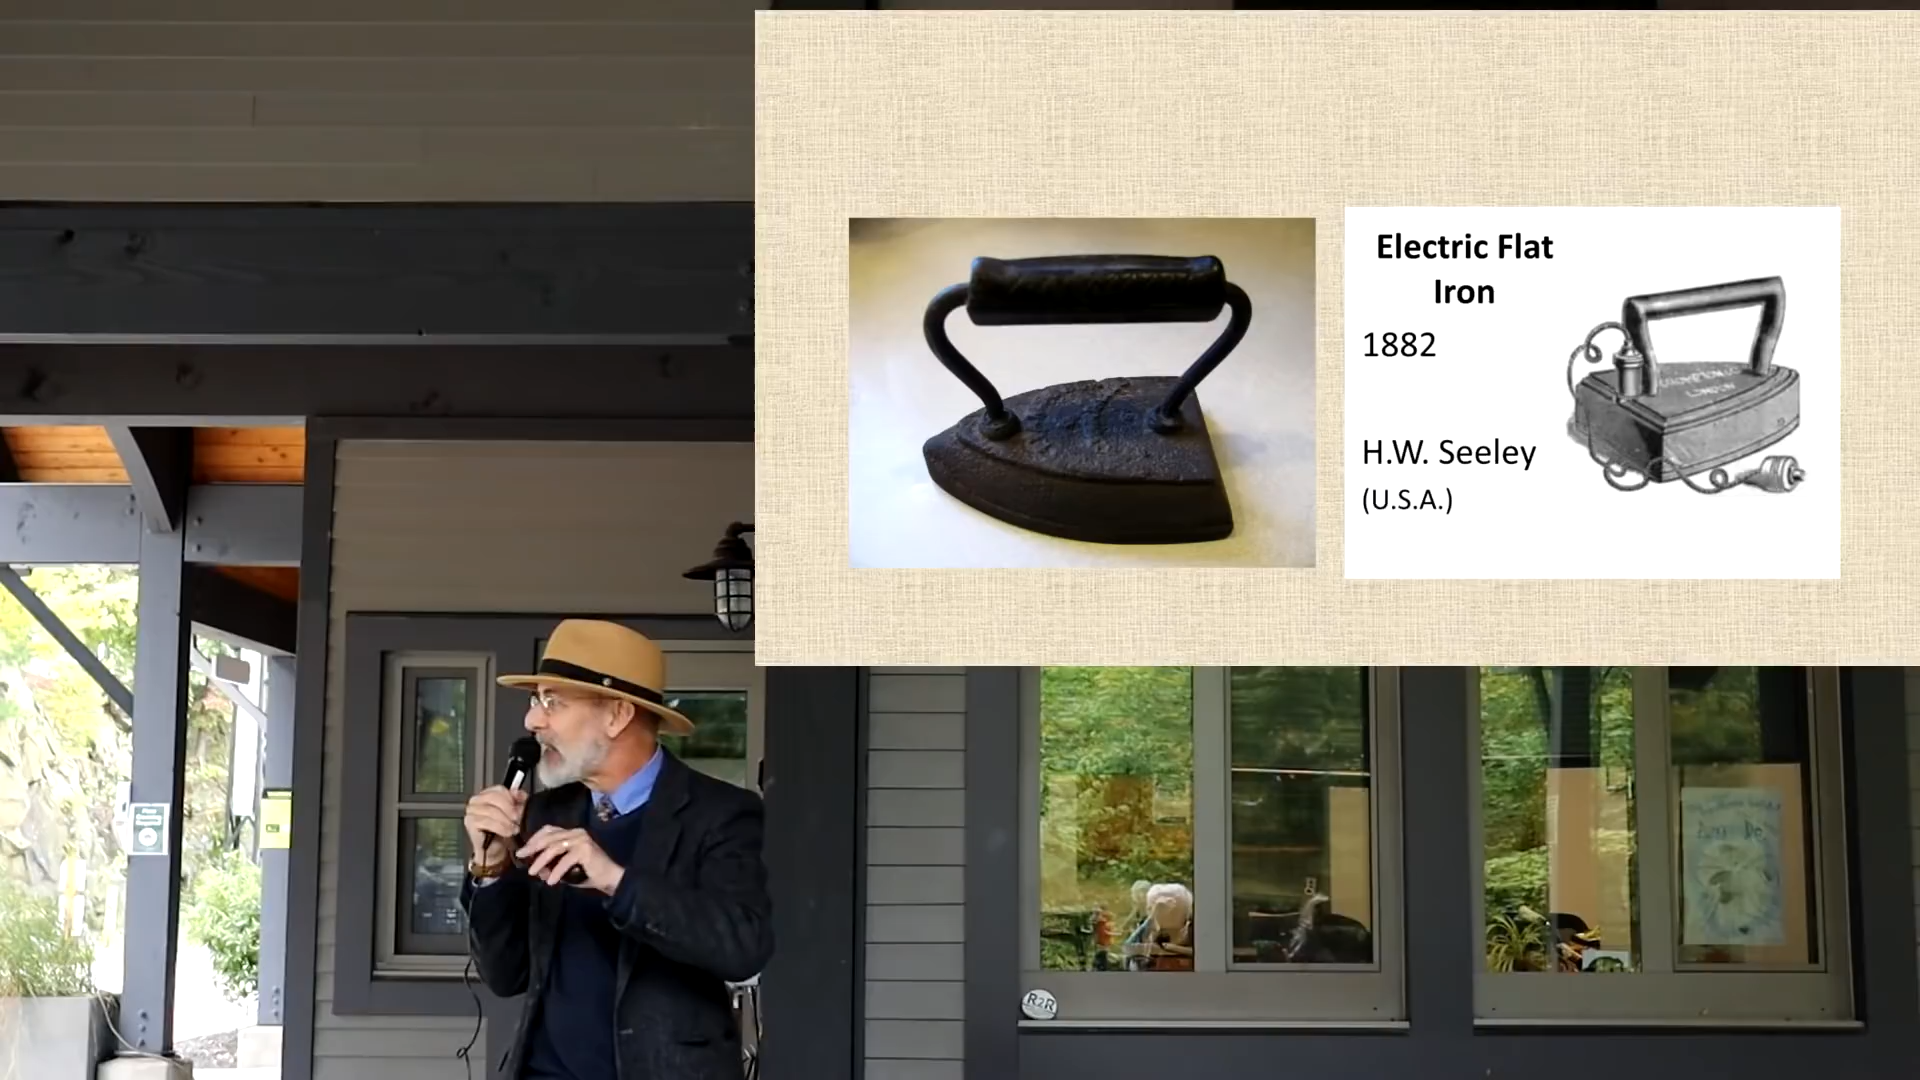 Electric Flat
Iron
1882
H.W. Seeley
(U.S.A.)
R2R